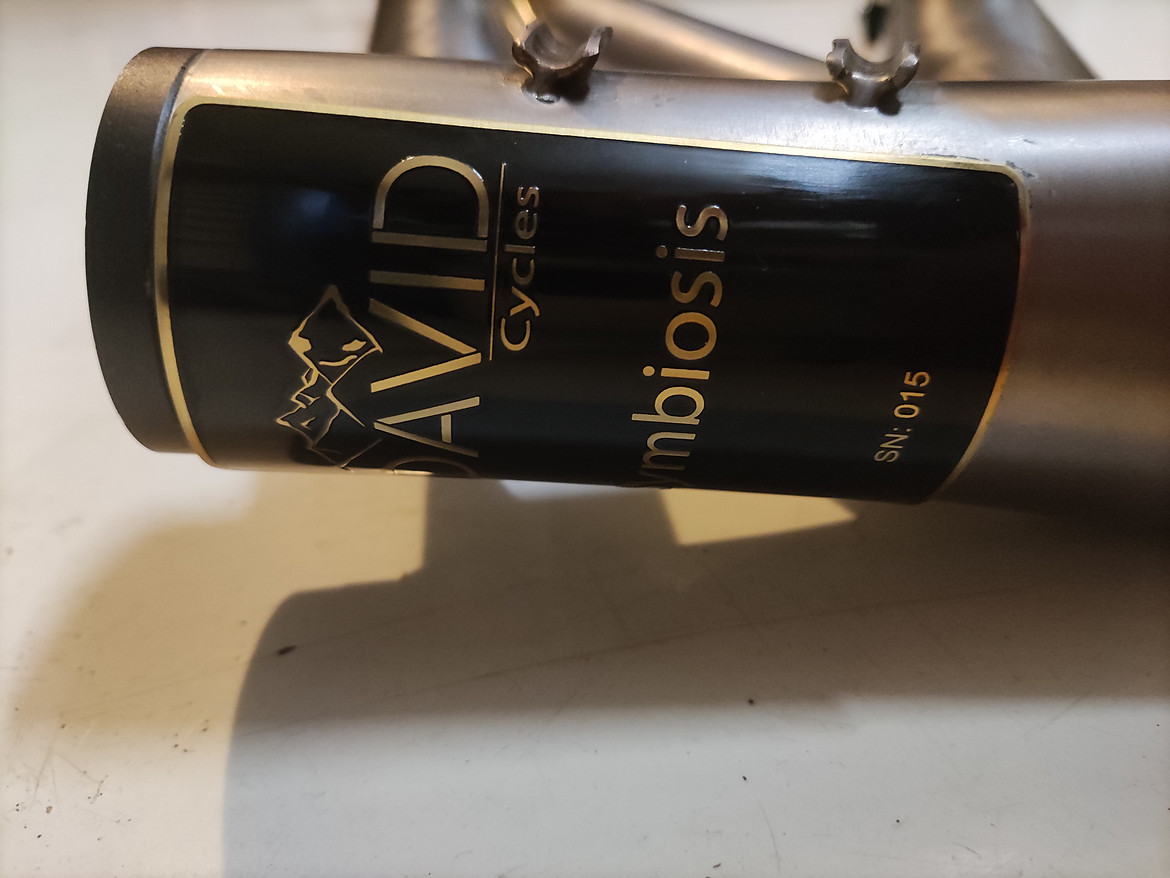 DAVID
Cycles
ymbiosis
SN: 015